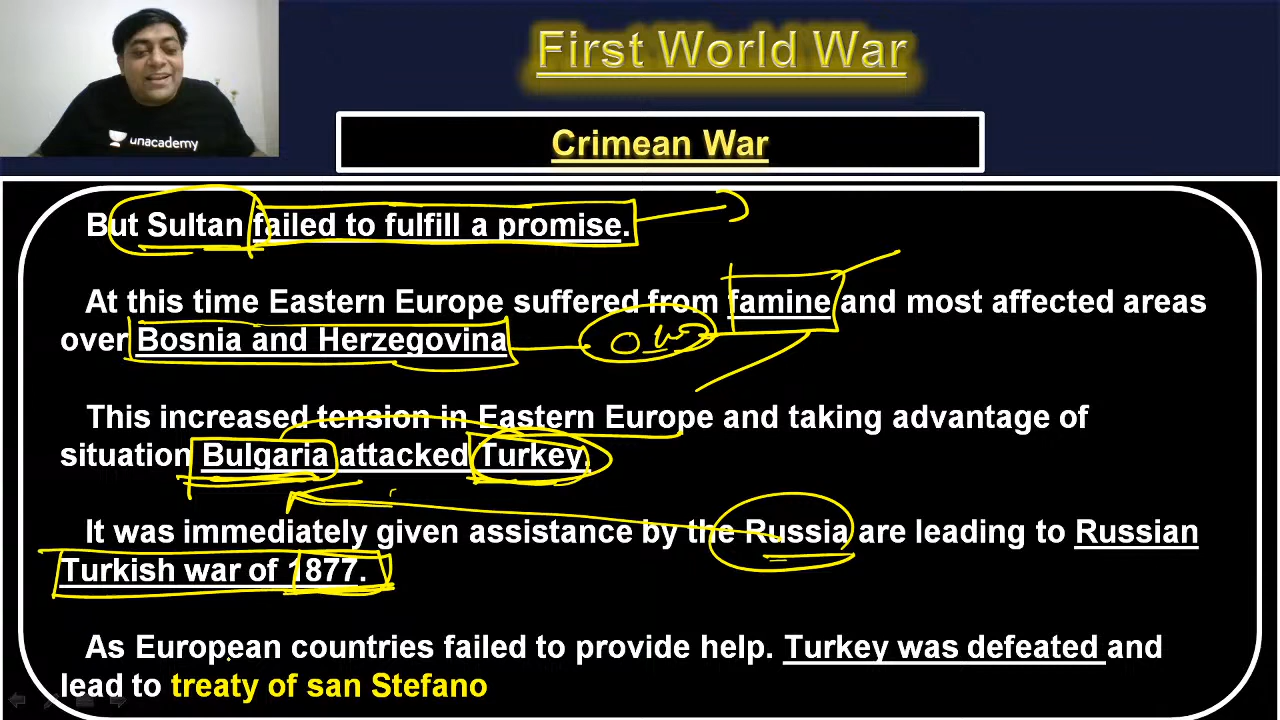 First World War
unacademy
Crimean War
But Sultan failed to fulfill a promise.
At this time Eastern Europe suffered from famine and most affected areas
over Bosnia and Herzegovina
This increased tension in Eastern Europe and taking advantage of
situation Bulgaria attacked Turkey.
It was immediately given assistance by the Russia are leading to Russian
Turkish war of 1877.
As European countries failed to provide help. Turkey was defeated and
lead to treaty of san Stefano